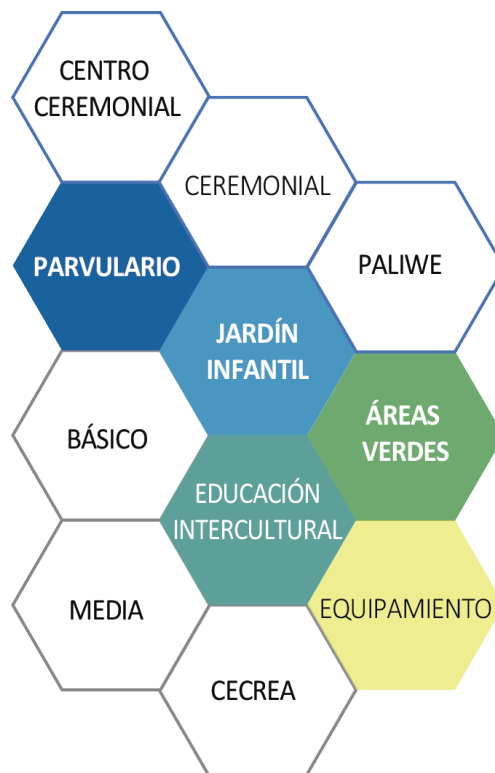 CENTRO
CEREMONIAL
CEREMONIAL
PARVULARIO
PALIWE
JARDÍN
INFANTIL
ÁREAS
VERDES
BÁSICO
EDUCACIÓN
INTERCULTURAL
MEDIA
EQUIPAMIENTO
CECREA